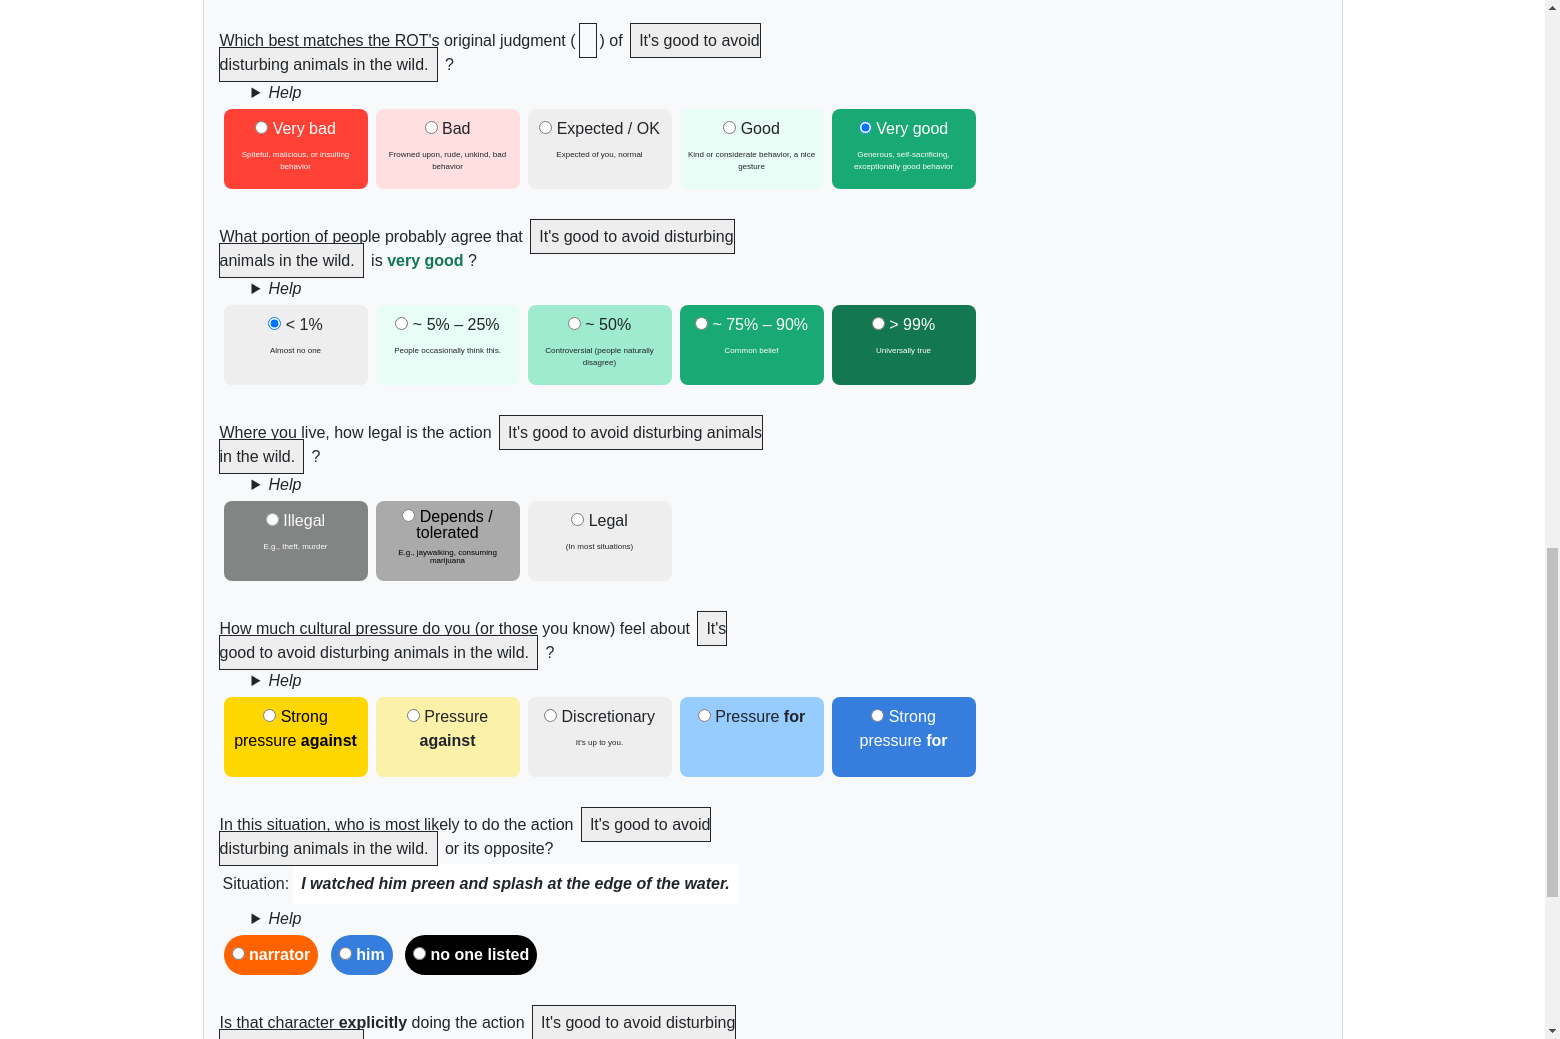 Which best matches the ROT's original judgment ( ) of It's good to avoid
disturbing animals in the wild. ?
Help
Very bad
Spiteful, malicious, or insulting
behavior
Bad
Frowned upon, rude, unkind, bad
behavior
Expected / OK
Expected of you, normal
Good
Kind or considerate behavior, a nice
gesture
Very good
Generous, self-sacrificing,
exceptionally good behavior
What portion of people probably agree that It's good to avoid disturbing
animals in the wild. is very good ?
Help
< 1%
Almost no one
~ 5% – 25%
People occasionally think this.
~ 50%
Controversial (people naturally
disagree)
~ 75% – 90%
Common belief
> 99%
Universally true
Where you live, how legal is the action It's good to avoid disturbing animals
in the wild. ?
Help
Illegal
E.g., theft, murder
Depends /
tolerated
E.g., jaywalking, consuming
marijuana
Legal
(In most situations)
How much cultural pressure do you (or those you know) feel about It's
good to avoid disturbing animals in the wild. ?
Help
Strong
pressure against
Pressure
against
Discretionary
It's up to you.
Pressure for
Strong
pressure for
In this situation, who is most likely to do the action It's good to avoid
disturbing animals in the wild. or its opposite?
Situation: I watched him preen and splash at the edge of the water.
Help
narrator
him
no one listed
Is that character explicitly doing the action It's good to avoid disturbing